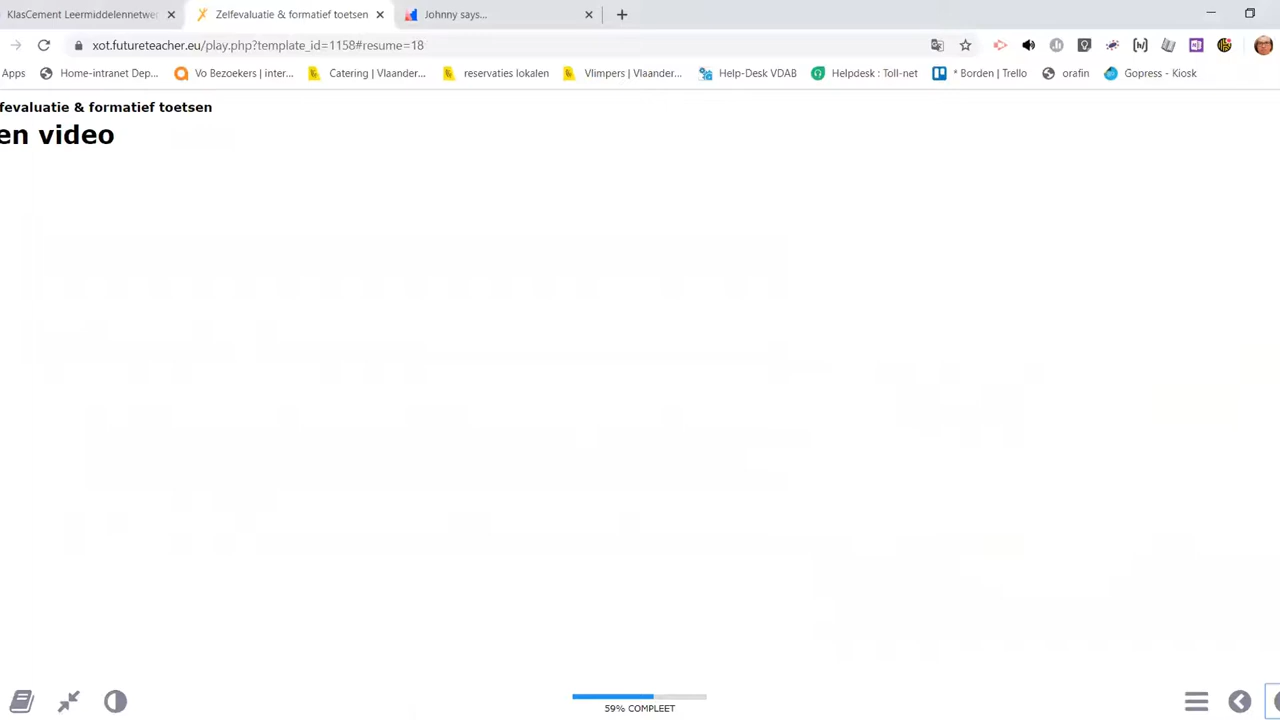 KlasCement Leermiddelennetwe
Zelfevaluatie & formatief toetsen
Johnny says...
xot.futureteacher.eu/play.php?template_id=1158#resume=18
Apps
Home-intranet Dep...
Vo Bezoekers | inter...
Catering | Vlaander...
reservaties lokalen
Vlimpers | Vlaander...
Help-Desk VDAB
Helpdesk : Toll-net
* Borden | Trello
orafin
Gopress - Kiosk
fevaluatie & formatief toetsen
en video
59% COMPLEET